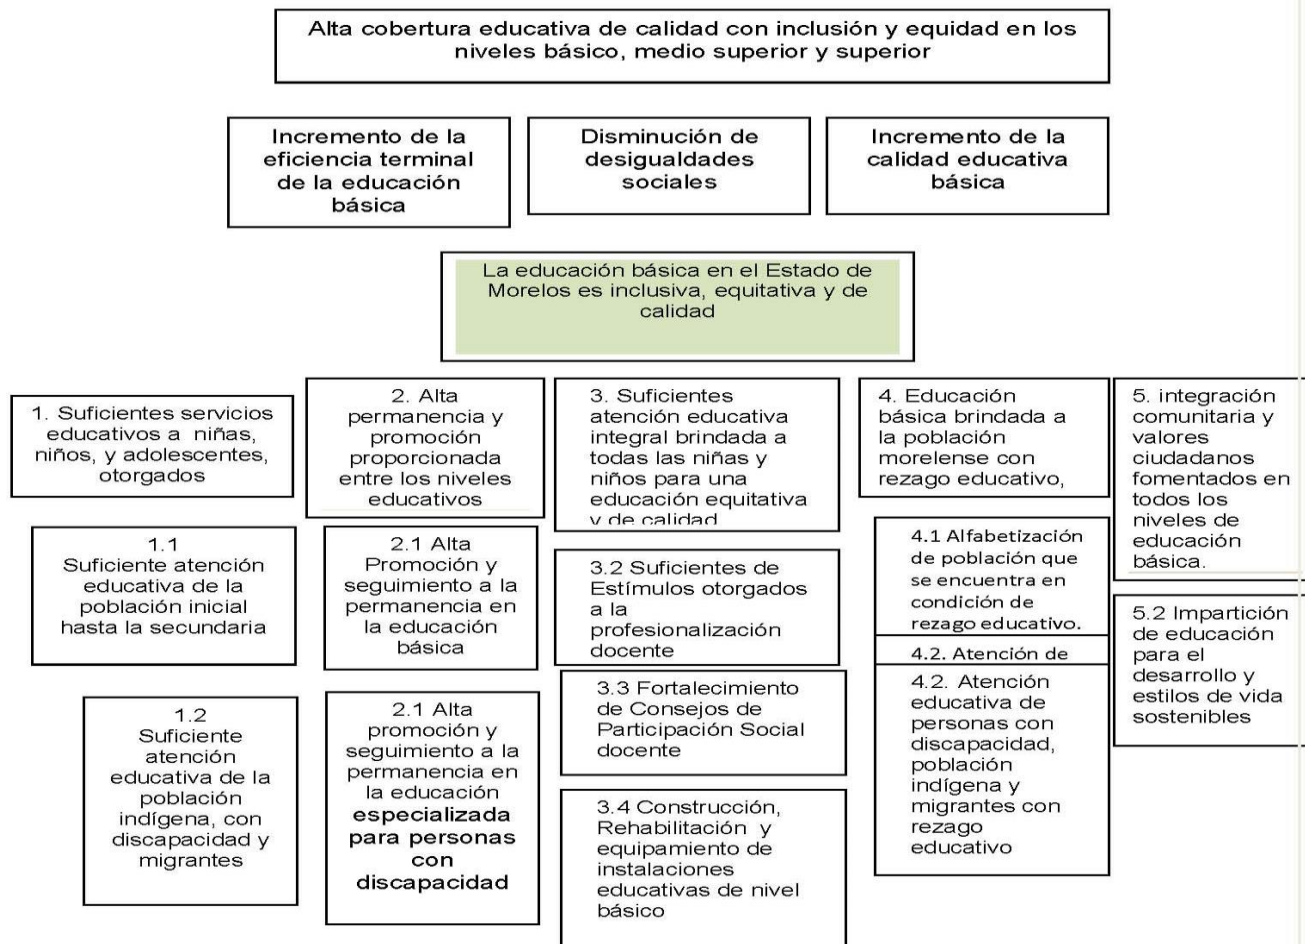 Alta cobertura educativa de calidad con inclusión y equidad en los
niveles básico, medio superior y superior
Incremento de la
eficiencia terminal
de la educación
básica
Disminución de
desigualdades
sociales
Incremento de la
calidad educativa
básica
La educación básica en el Estado de
Morelos es inclusiva, equitativa y de
calidad
1. Suficientes servicios
educativos a niñas,
niños, y adolescentes,
otorgados
2. Alta
permanencia y
promoción
proporcionada
entre los niveles
educativos
3. Suficientes
atención educativa
integral brindada a
todas las niñas y
niños para una
educación equitativa
y de calidad
4. Educación
básica brindada a
la población
morelense con
rezago educativo,
5. integración
comunitaria y
valores
ciudadanos
fomentados en
todos los
niveles de
educación
básica.
1.1
Suficiente atención
educativa de la
población inicial
hasta la secundaria
2.1 Alta
Promoción y
seguimiento a la
permanencia en
la educación
básica
3.2 Suficientes de
Estímulos otorgados
a la
profesionalización
docente
4.1 Alfabetización
de población que
se encuentra en
condición de
rezago educativo.
4.2. Atención de
5.2 Impartición
de educación
para el
desarrollo y
estilos de vida
sostenibles
1.2
Suficiente
atención
educativa de la
población
indígena, con
discapacidad y
migrantes
2.1 Alta
promoción y
seguimiento a la
permanencia en
la educación
especializada
para personas
con
discapacidad
3.3 Fortalecimiento
de Consejos de
Participación Social
docente
3.4 Construcción,
Rehabilitación y
equipamiento de
instalaciones
educativas de nivel
básico
4.2. Atención
educativa de
personas con
discapacidad,
población
indígena y
migrantes con
rezago
educativo